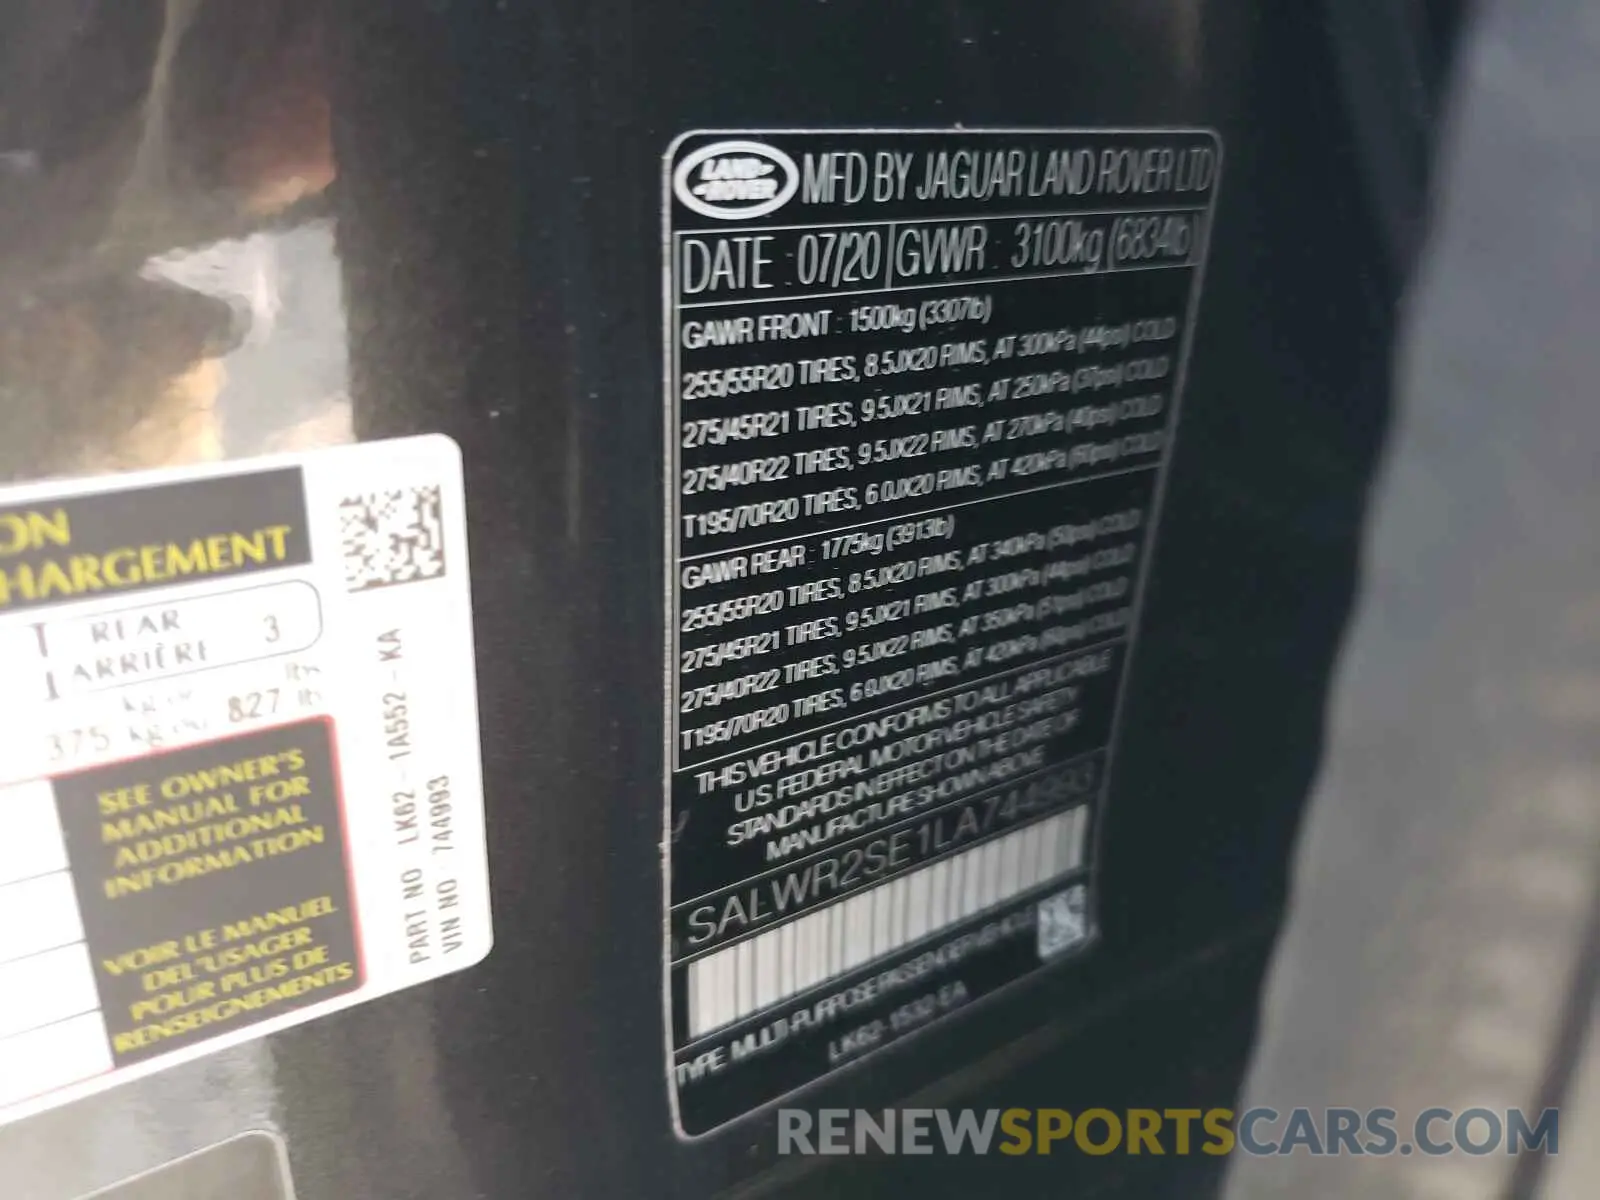 ON
HARGEMENT
REAR
ARRIÈRE 3
375 kg 827
SEE OWNER'S
MANUAL FOR
ADDITIONAL
INFORMATION
VOIR LE MANUEL
DEL'USAGER
POUR PLUS DE
RENSEIGNEMENTS
PART NO LK62-1A552-KA
VIN NO 744993
LAND-
-ROVER
MFD BY JAGUAR LAND ROVER LTD
DATE : 07/20 GVWR : 3100kg (6834lb)
GAWR FRONT : 1500kg (3307lb)
255/55R20 TIRES, 8.5JX20 RIMS, AT 300kPa (44psi) COLD
275/45R21 TIRES, 9.5JX21 RIMS, AT 250kPa (37psi) COLD
275/40R22 TIRES, 9.5JX22 RIMS, AT 270kPa (40psi) COLD
T195/70R20 TIRES, 6.0JX20 RIMS, AT 420kPa (60psi) COLD
GAWR REAR : 1775kg (3913lb)
255/55R20 TIRES, 8.5JX20 RIMS, AT 340kPa (50psi) COLD
275/45R21 TIRES, 9.5JX21 RIMS, AT 300kPa (44psi) COLD
275/40R22 TIRES, 9.5JX22 RIMS, AT 350kPa (51psi) COLD
T195/70R20 TIRES, 6.0JX20 RIMS, AT 420kPa (60psi) COLD
THIS VEHICLE CONFORMS TO ALL APPLICABLE
U.S. FEDERAL MOTOR VEHICLE SAFETY
STANDARDS IN EFFECT ON THE DATE OF
MANUFACTURE SHOWN ABOVE
SALWR2SE1LA744993
TYPE: MULTI-PURPOSE PASSENGER VEHICLE
LK62-1532-EA
RENEWSPORTSCARS.COM